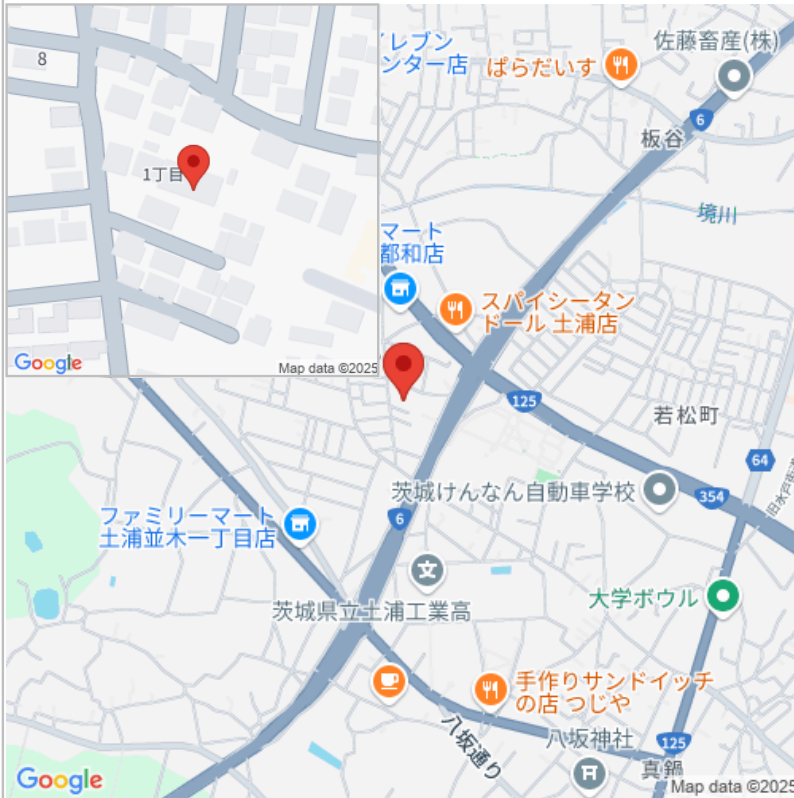 8
1丁目
Google
Map data ©2025
イレブン
ンター店
ぱらだいす
佐藤畜産(株)
6
板谷
境川
マート
都和店
スパイシータン
ドール 土浦店
125
若松町
64
茨城けんなん自動車学校
354
旧水戸街道
ファミリーマート
土浦並木一丁目店
6
茨城県立土浦工業高
大学ボウル
手作りサンドイッチ
の店 つじや
八坂通り
八坂神社
125
真鍋
Google
Map data ©2025